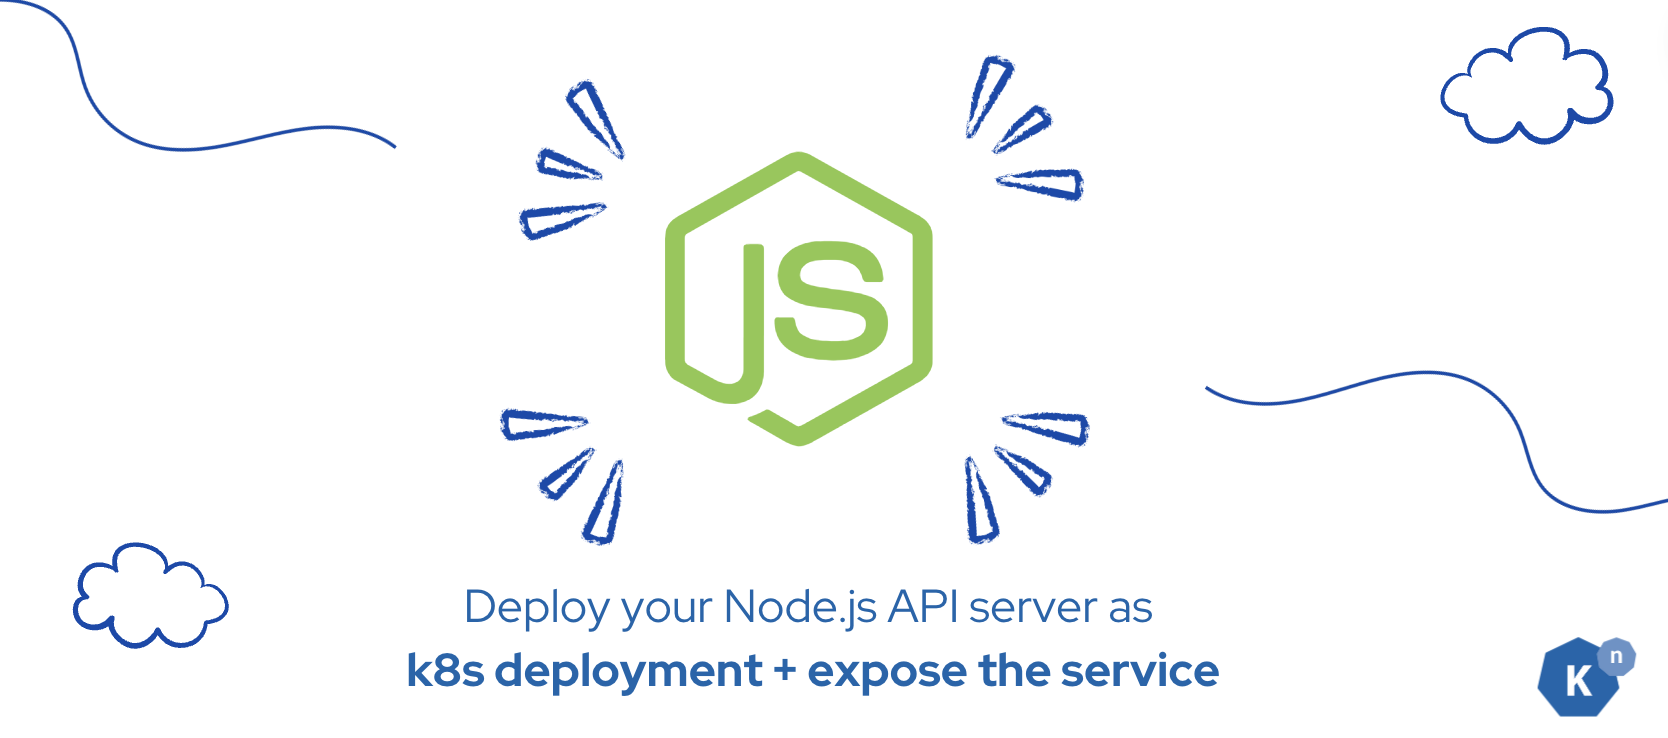 JS
Deploy your Node.js API server as
k8s deployment + expose the service
K n